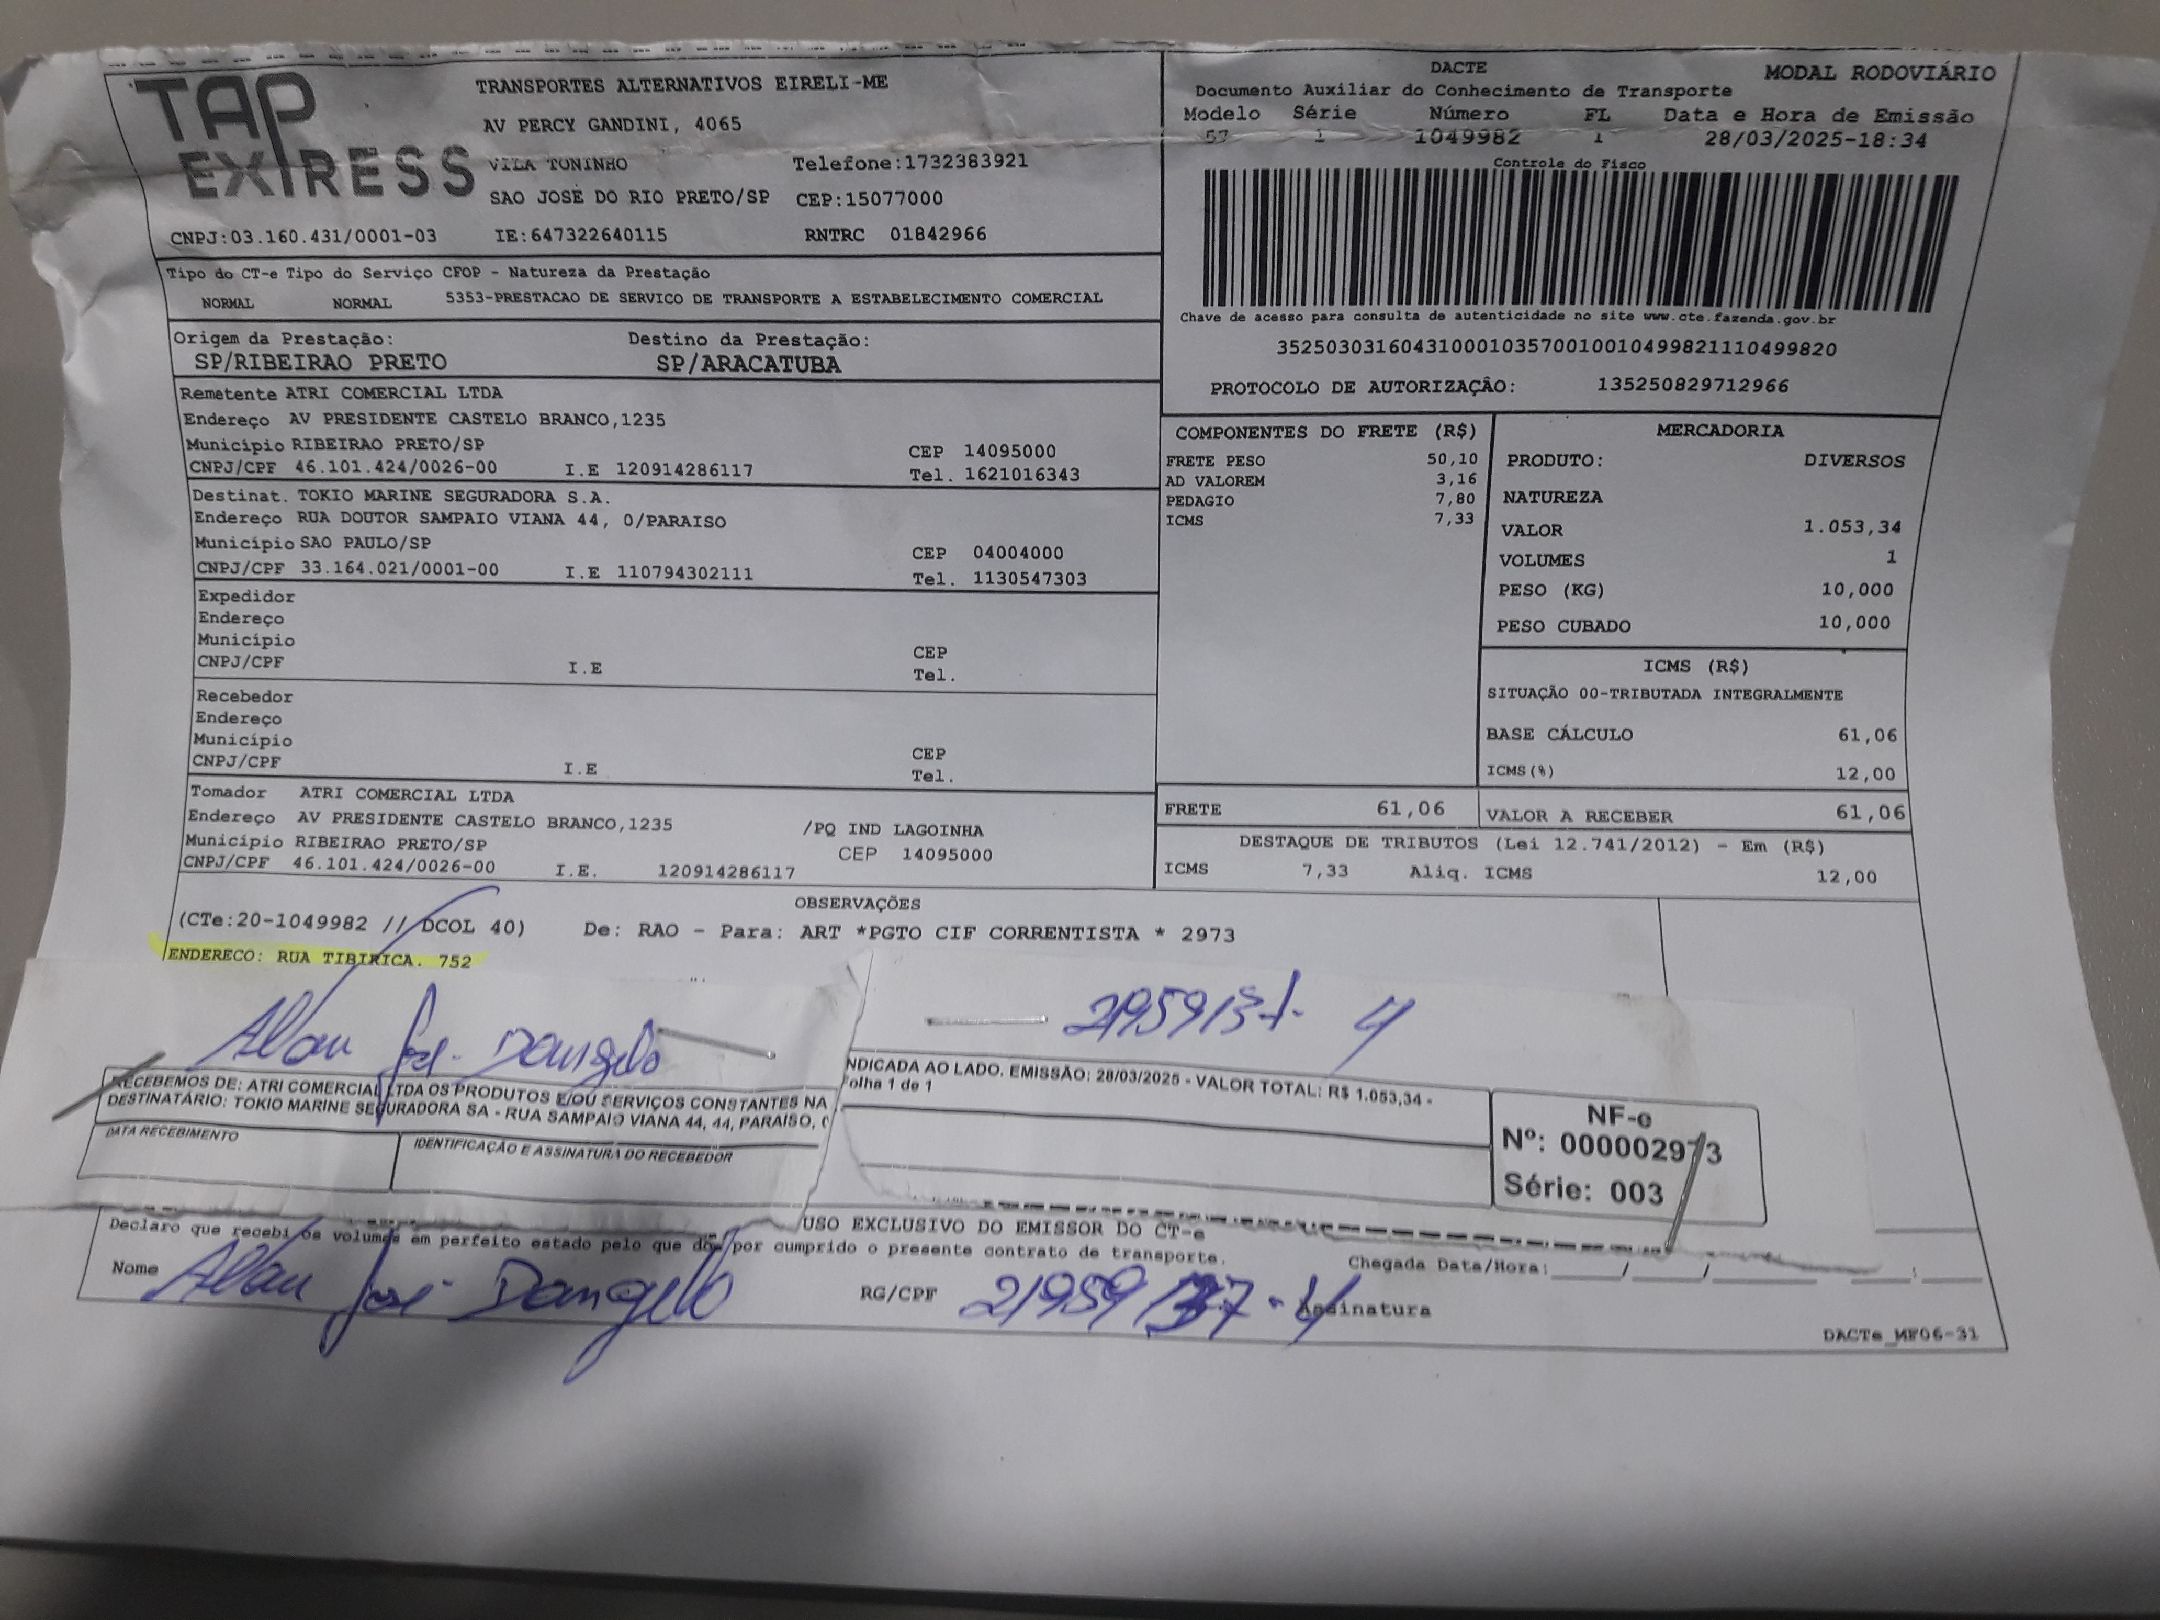 TAP EXPRESS
TRANSPORTES ALTERNATIVOS EIRELI-ME
AV PERCY GANDINI, 4065
VILA TONINHO Telefone:1732383921
SAO JOSE DO RIO PRETO/SP CEP:15077000
CNPJ:03.160.431/0001-03 IE:647322640115 RNTRC 01842966
DACTE MODAL RODOVIÁRIO
Documento Auxiliar do Conhecimento de Transporte
Modelo Série Número FL Data e Hora de Emissão
57 1 1049982 1 28/03/2025-18:34
Controle do Fisco
Chave de acesso para consulta de autenticidade no site www.cte.fazenda.gov.br
35250303160431000103570010010499821110499820
PROTOCOLO DE AUTORIZAÇÃO: 135250829712966
Tipo do CT-e Tipo do Serviço CFOP - Natureza da Prestação
NORMAL NORMAL 5353-PRESTACAO DE SERVICO DE TRANSPORTE A ESTABELECIMENTO COMERCIAL
Origem da Prestação: Destino da Prestação:
SP/RIBEIRAO PRETO SP/ARACATUBA
Remetente ATRI COMERCIAL LTDA
Endereço AV PRESIDENTE CASTELO BRANCO,1235
Município RIBEIRAO PRETO/SP CEP 14095000
CNPJ/CPF 46.101.424/0026-00 I.E 120914286117 Tel. 1621016343
Destinat. TOKIO MARINE SEGURADORA S.A.
Endereço RUA DOUTOR SAMPAIO VIANA 44, 0/PARAISO
Município SAO PAULO/SP CEP 04004000
CNPJ/CPF 33.164.021/0001-00 I.E 110794302111 Tel. 1130547303
Expedidor
Endereço
Município CEP
CNPJ/CPF I.E Tel.
Recebedor
Endereço
Município CEP
CNPJ/CPF I.E Tel.
Tomador ATRI COMERCIAL LTDA
Endereço AV PRESIDENTE CASTELO BRANCO,1235 /PQ IND LAGOINHA
Município RIBEIRAO PRETO/SP CEP 14095000
CNPJ/CPF 46.101.424/0026-00 I.E. 120914286117
COMPONENTES DO FRETE (R$)
FRETE PESO 50,10
AD VALOREM 3,16
PEDAGIO 7,80
ICMS 7,33
MERCADORIA
PRODUTO: DIVERSOS
NATUREZA
VALOR 1.053,34
VOLUMES 1
PESO (KG) 10,000
PESO CUBADO 10,000
ICMS (R$)
SITUAÇÃO 00-TRIBUTADA INTEGRALMENTE
BASE CÁLCULO 61,06
ICMS(%) 12,00
FRETE 61,06 VALOR A RECEBER 61,06
DESTAQUE DE TRIBUTOS (Lei 12.741/2012) - Em (R$)
ICMS 7,33 Aliq. ICMS 12,00
OBSERVAÇÕES
(CTe:20-1049982 // DCOL 40) De: RAO - Para: ART *PGTO CIF CORRENTISTA * 2973
ENDERECO: RUA TIBIRICA. 752
Alan José Dangelo 21959137-4
RECEBEMOS DE: ATRI COMERCIAL LTDA OS PRODUTOS E/OU SERVIÇOS CONSTANTES NA
DESTINATÁRIO: TOKIO MARINE SEGURADORA SA - RUA SAMPAIO VIANA 44, 44, PARAÍSO,
DATA RECEBIMENTO IDENTIFICAÇÃO E ASSINATURA DO RECEBEDOR
NDICADA AO LADO. EMISSÃO: 28/03/2025 - VALOR TOTAL: R$ 1.053,34 -
Folha 1 de 1
NF-e
Nº: 000002973
Série: 003
USO EXCLUSIVO DO EMISSOR DO CT-e
Declaro que recebi os volumes em perfeito estado pelo que dou por cumprido o presente contrato de transporte.
Chegada Data/Hora:
Nome Alan José Dangelo RG/CPF 21959137-4 Assinatura
DACTe_MF06-31